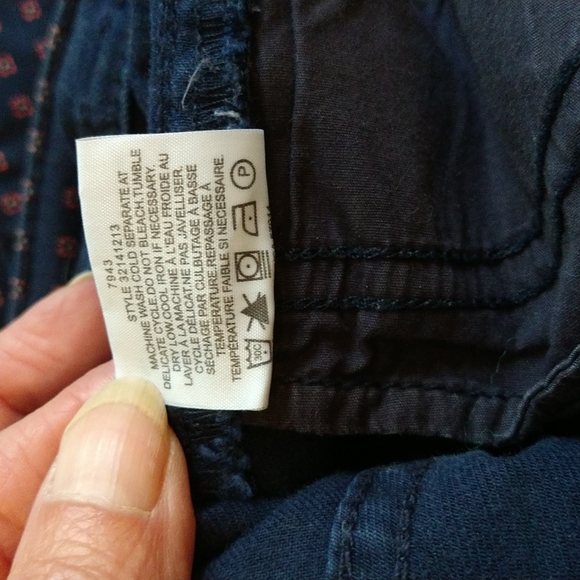 7943
STYLE 32141213
MACHINE WASH COLD SEPARATE AT
DELICATE CYCLE.DO NOT BLEACH.TUMBLE
DRY LOW.COOL IRON IF NECESSARY.
LAVER À LA MACHINE À L'EAU FROIDE AU
CYCLE DÉLICAT.NE PAS JAVELLISER.
SÉCHAGE PAR CULBUTAGE À BASSE
TEMPÉRATURE.REPASSAGE À
TEMPÉRATURE FAIBLE SI NECESSAIRE.
30C
P